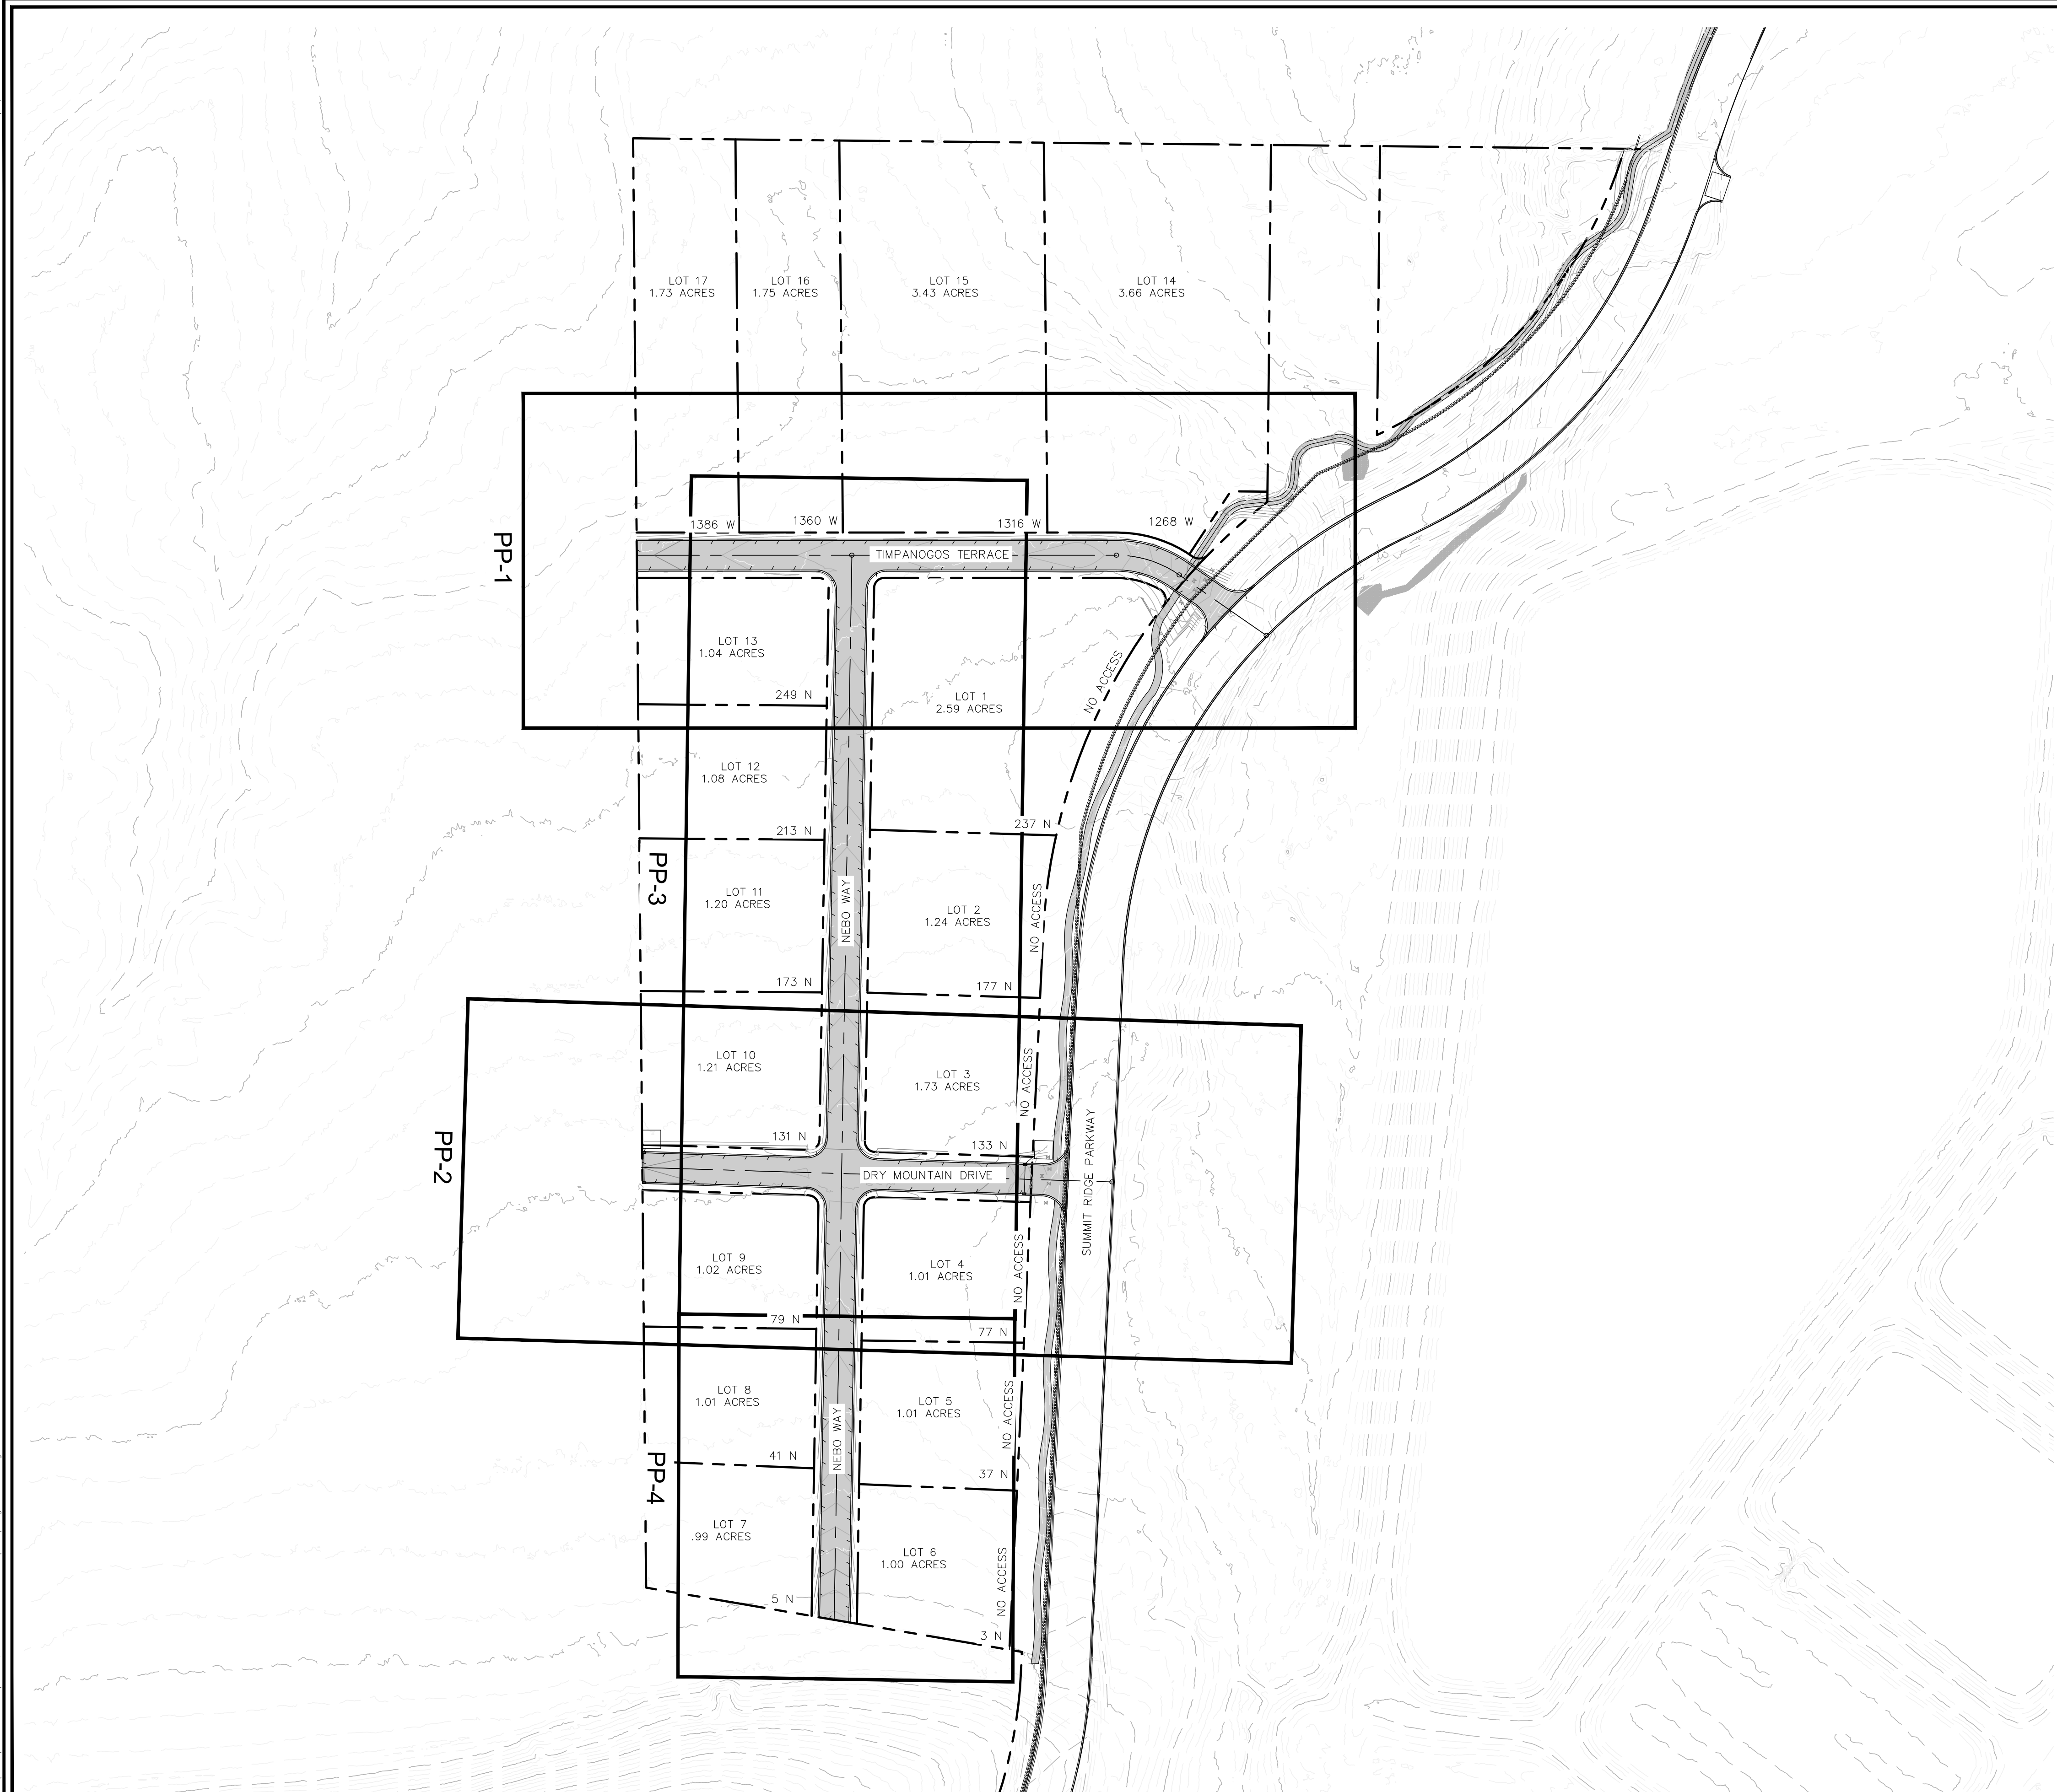 LOT 17
1.73 ACRES
LOT 16
1.75 ACRES
LOT 15
3.43 ACRES
LOT 14
3.66 ACRES
PP-1
1386 W
1360 W
1316 W
1268 W
TIMPANOGOS TERRACE
LOT 13
1.04 ACRES
249 N
LOT 1
2.59 ACRES
NO ACCESS
LOT 12
1.08 ACRES
213 N
237 N
PP-3
LOT 11
1.20 ACRES
NEBO WAY
LOT 2
1.24 ACRES
NO ACCESS
173 N
177 N
LOT 10
1.21 ACRES
LOT 3
1.73 ACRES
NO ACCESS
131 N
133 N
PP-2
DRY MOUNTAIN DRIVE
SUMMIT RIDGE PARKWAY
LOT 9
1.02 ACRES
LOT 4
1.01 ACRES
NO ACCESS
79 N
77 N
LOT 8
1.01 ACRES
NEBO WAY
LOT 5
1.01 ACRES
NO ACCESS
41 N
37 N
PP-4
LOT 7
.99 ACRES
LOT 6
1.00 ACRES
NO ACCESS
5 N
3 N